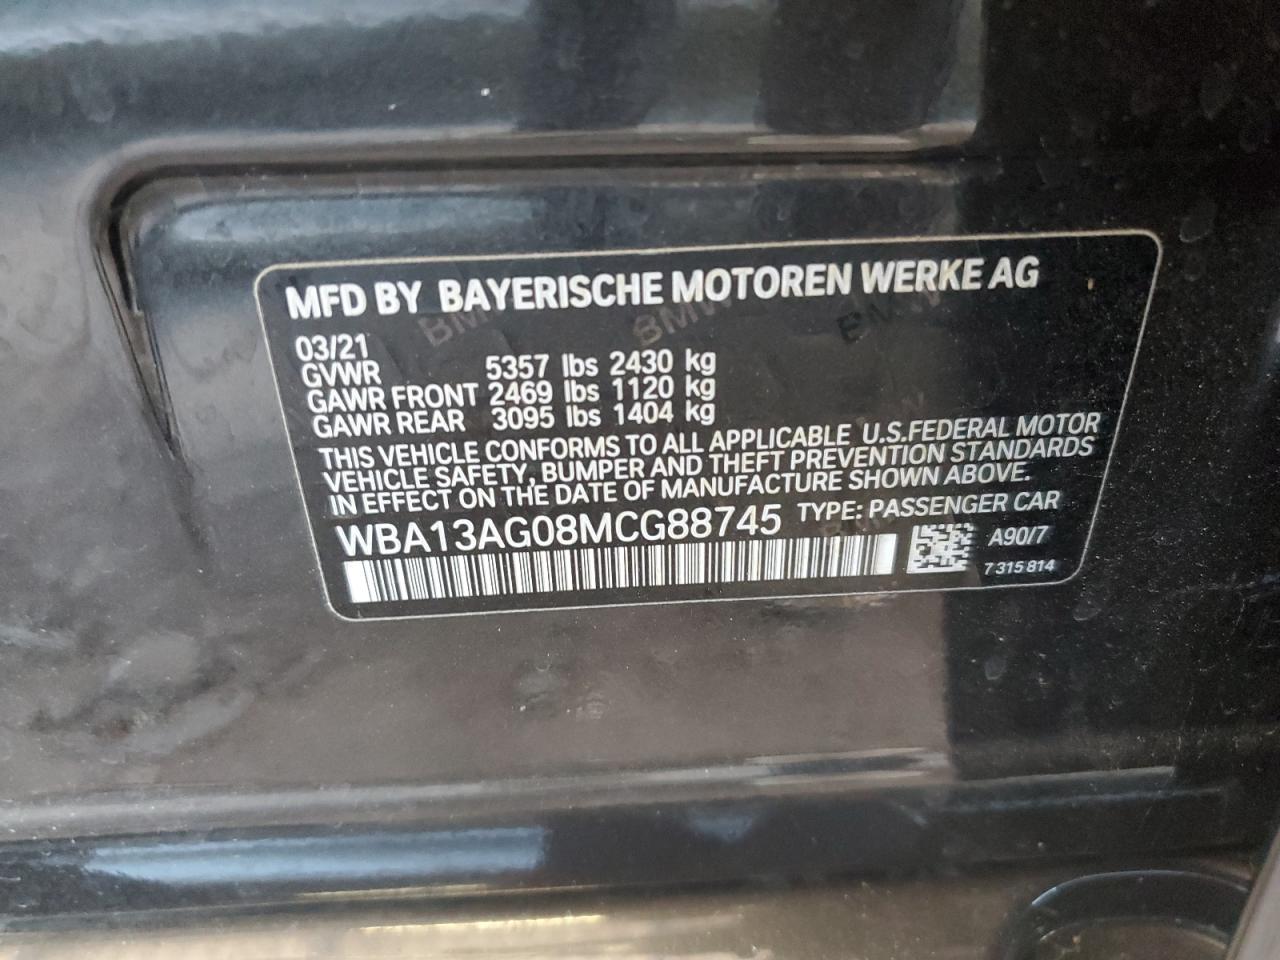 MFD BY BAYERISCHE MOTOREN WERKE AG
BMW BMW BMW
03/21
GVWR 5357 lbs 2430 kg
GAWR FRONT 2469 lbs 1120 kg
GAWR REAR 3095 lbs 1404 kg
THIS VEHICLE CONFORMS TO ALL APPLICABLE U.S.FEDERAL MOTOR
VEHICLE SAFETY, BUMPER AND THEFT PREVENTION STANDARDS
IN EFFECT ON THE DATE OF MANUFACTURE SHOWN ABOVE.
WBA13AG08MCG88745 TYPE: PASSENGER CAR
A90/7
7 315 814